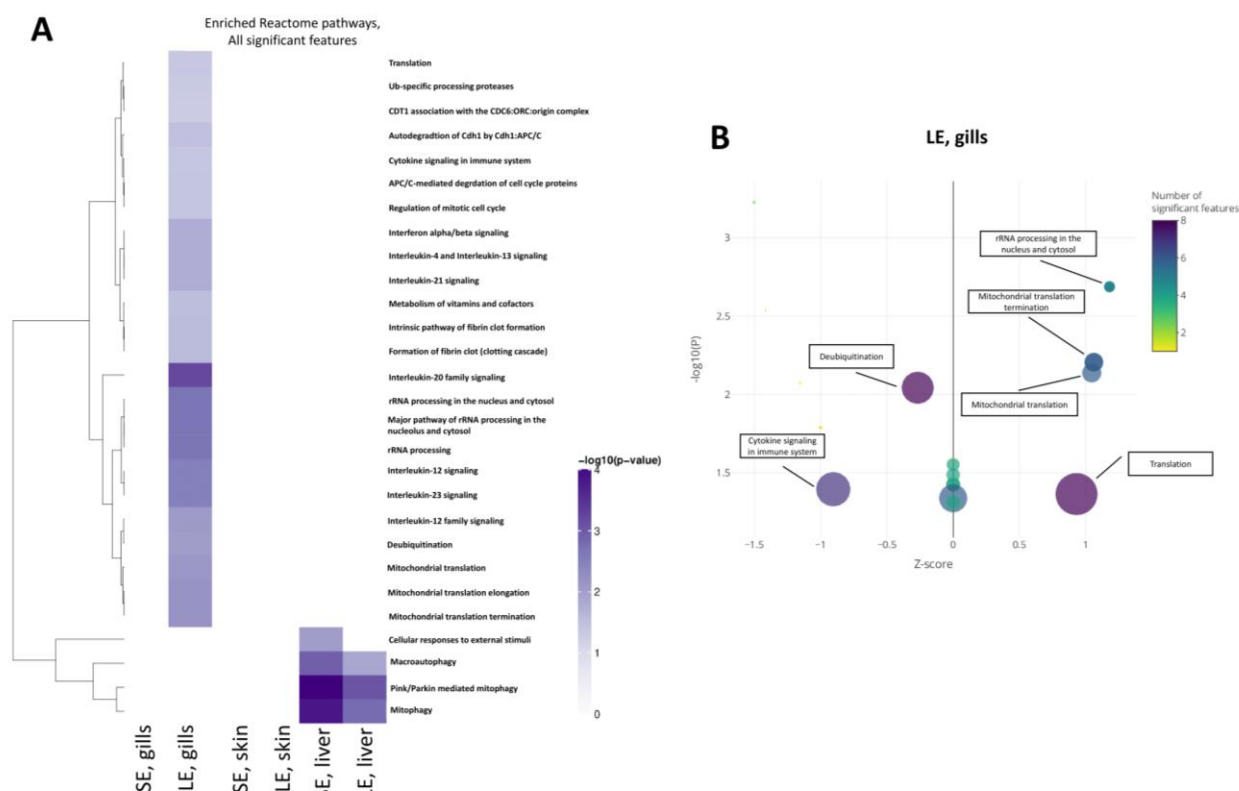 A
Enriched Reactome pathways,
All significant features
Translation
Ub-specific processing proteases
CDT1 association with the CDC6:ORC:origin complex
Autodegradtion of Cdh1 by Cdh1:APC/C
Cytokine signaling in immune system
APC/C-mediated degrdation of cell cycle proteins
Regulation of mitotic cell cycle
Interferon alpha/beta signaling
Interleukin-4 and Interleukin-13 signaling
Interleukin-21 signaling
Metabolism of vitamins and cofactors
Intrinsic pathway of fibrin clot formation
Formation of fibrin clot (clotting cascade)
Interleukin-20 family signaling
rRNA processing in the nucleus and cytosol
Major pathway of rRNA processing in the
nucleolus and cytosol
rRNA processing
Interleukin-12 signaling
Interleukin-23 signaling
Interleukin-12 family signaling
Deubiquitination
Mitochondrial translation
Mitochondrial translation elongation
Mitochondrial translation termination
Cellular responses to external stimuli
Macroautophagy
Pink/Parkin mediated mitophagy
Mitophagy
−log10(p−value)
4
3
2
1
0
SE, gills
LE, gills
SE, skin
LE, skin
SE, liver
LE, liver
B
LE, gills
Number of
significant features
8
6
4
2
rRNA processing in the
nucleus and cytosol
Mitochondrial translation
termination
Deubiquitination
Mitochondrial translation
Cytokine signaling
in immune system
Translation
-log10(P)
3
2.5
2
1.5
−1.5
−1
−0.5
0
0.5
1
Z-score